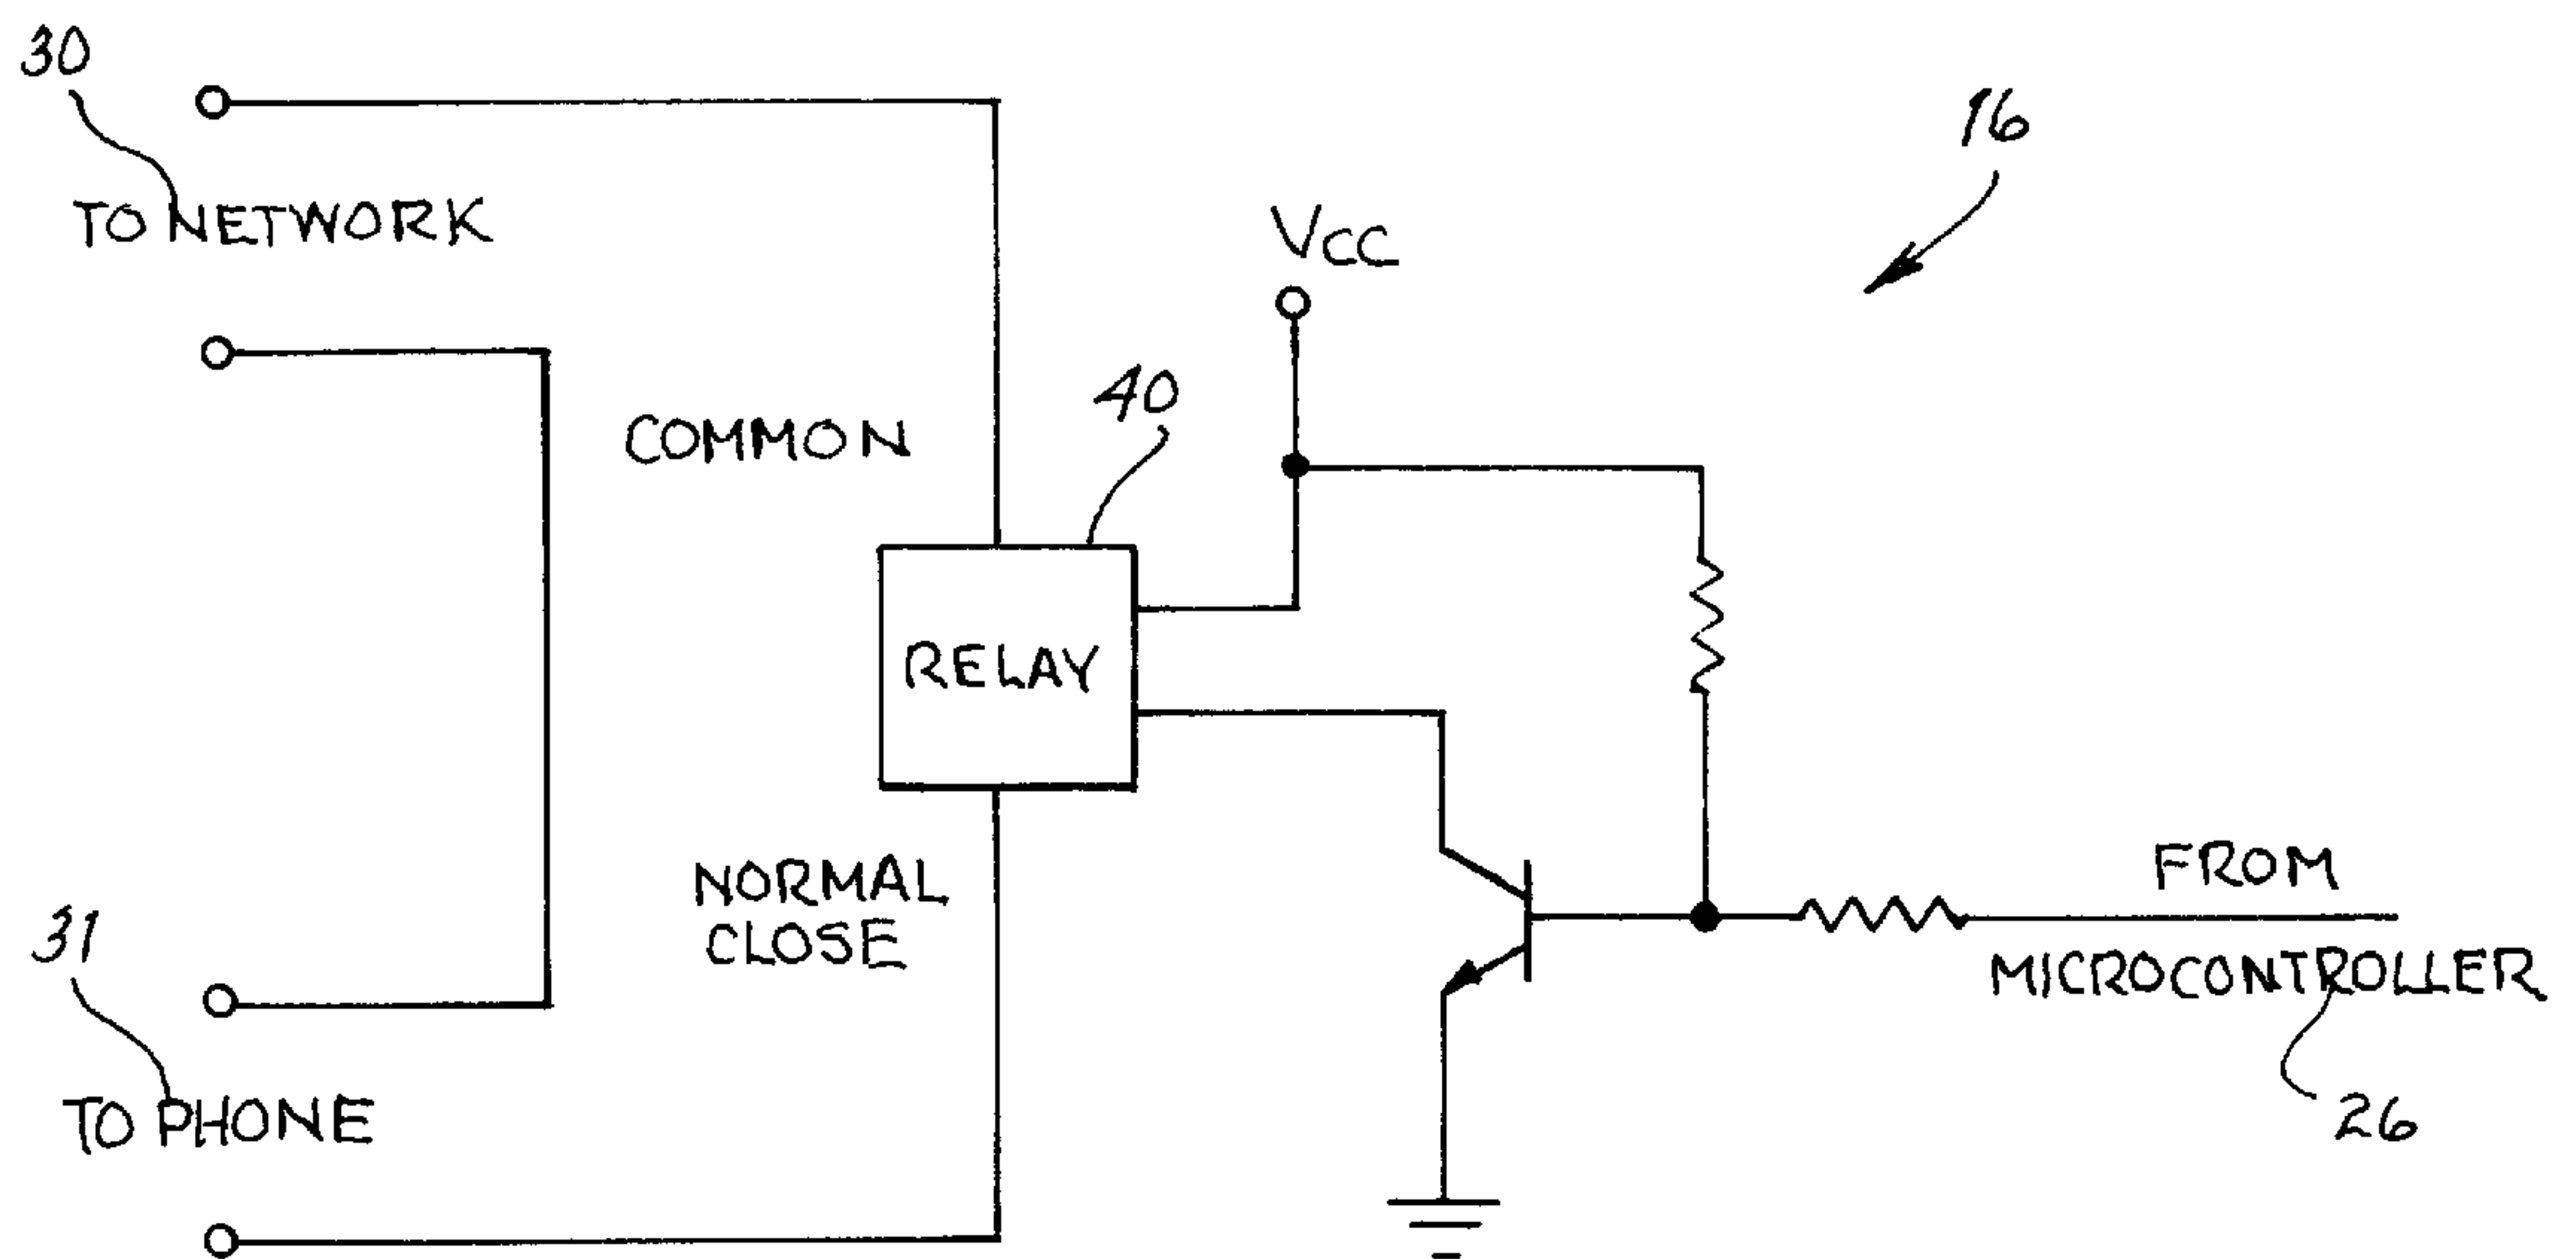 30
16
TO NETWORK
VCC
40
COMMON
RELAY
NORMAL
CLOSE
FROM
MICROCONTROLLER
31
TO PHONE
26